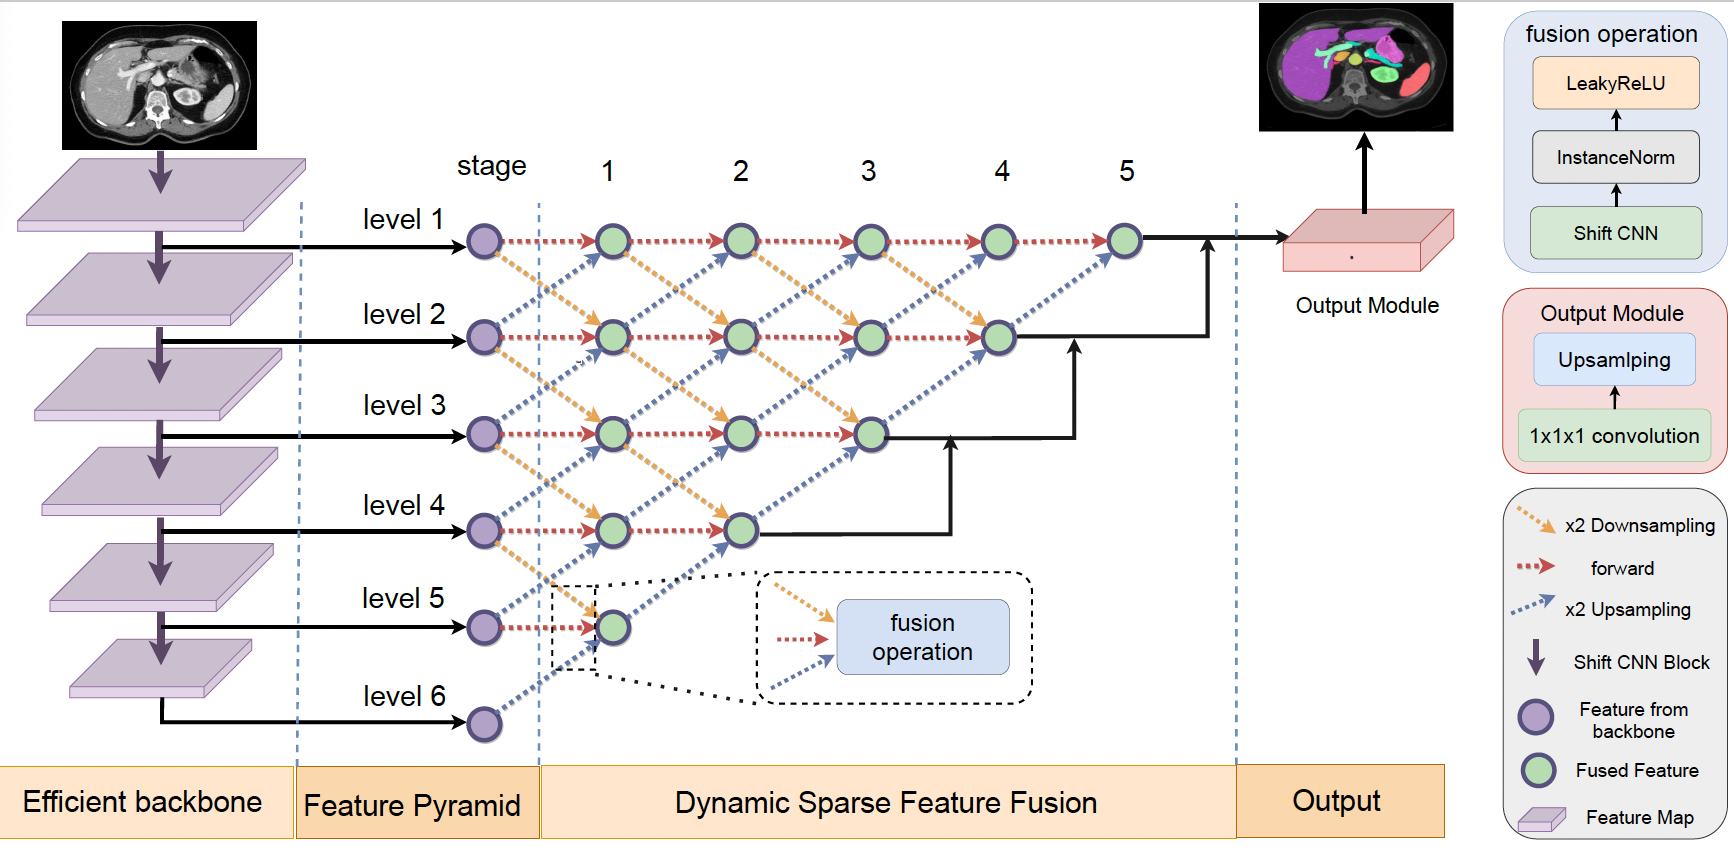 stage 1 2 3 4 5
level 1
level 2
level 3
level 4
level 5
level 6
fusion
operation
Output Module
Efficient backbone
Feature Pyramid
Dynamic Sparse Feature Fusion
Output
fusion operation
LeakyReLU
InstanceNorm
Shift CNN
Output Module
Upsamlping
1x1x1 convolution
x2 Downsampling
forward
x2 Upsampling
Shift CNN Block
Feature from
backbone
Fused Feature
Feature Map